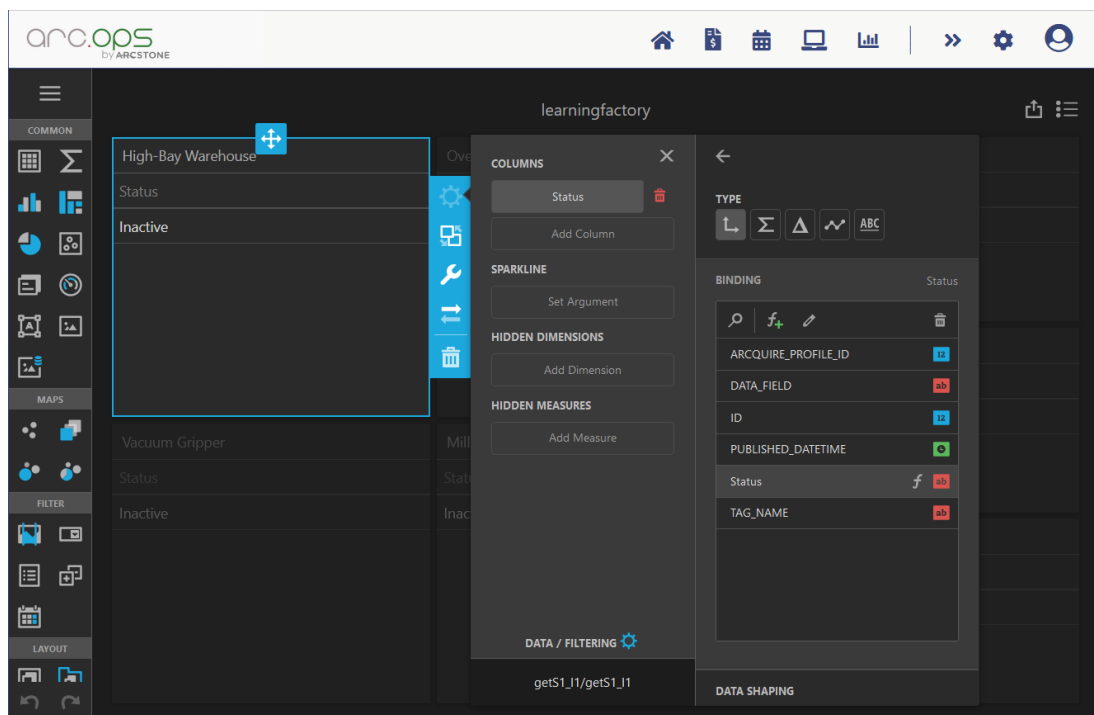 arc.ops
by ARCSTONE
learningfactory
COMMON
MAPS
FILTER
LAYOUT
High-Bay Warehouse
Status
Inactive
Ove
Vacuum Gripper
Status
Inactive
Mill
Stat
Inac
COLUMNS
Status
Add Column
SPARKLINE
Set Argument
HIDDEN DIMENSIONS
Add Dimension
HIDDEN MEASURES
Add Measure
DATA / FILTERING
getS1_I1/getS1_I1
TYPE
ABC
BINDING Status
ARCQUIRE_PROFILE_ID 12
DATA_FIELD ab
ID 12
PUBLISHED_DATETIME
Status f ab
TAG_NAME ab
DATA SHAPING